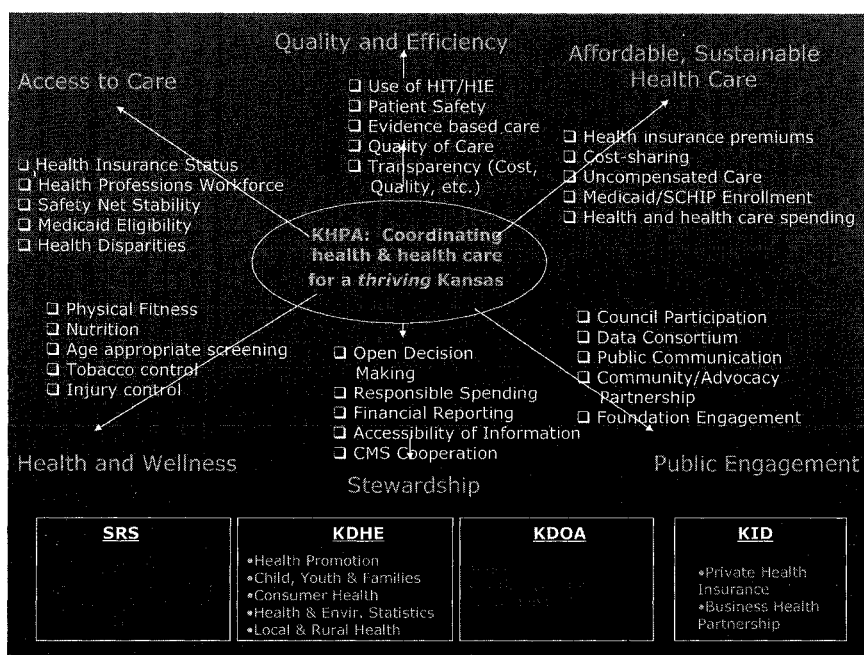 Quality and Efficiency
❑ Use of HIT/HIE
❑ Patient Safety
❑ Evidence based care
❑ Quality of Care
❑ Transparency (Cost,
Quality, etc.)
Affordable, Sustainable
Health Care
❑ Health insurance premiums
❑ Cost-sharing
❑ Uncompensated Care
❑ Medicaid/SCHIP Enrollment
❑ Health and health care spending
Access to Care
❑ Health Insurance Status
❑ Health Professions Workforce
❑ Safety Net Stability
❑ Medicaid Eligibility
❑ Health Disparities
KHPA: Coordinating
health & health care
for a thriving Kansas
❑ Physical Fitness
❑ Nutrition
❑ Age appropriate screening
❑ Tobacco control
❑ Injury control
Health and Wellness
❑ Open Decision
Making
❑ Responsible Spending
❑ Financial Reporting
❑ Accessibility of Information
❑ CMS Cooperation
Stewardship
❑ Council Participation
❑ Data Consortium
❑ Public Communication
❑ Community/Advocacy
Partnership
❑ Foundation Engagement
Public Engagement
SRS
KDHE
•Health Promotion
•Child, Youth & Families
•Consumer Health
•Health & Envir. Statistics
•Local & Rural Health
KDOA
KID
•Private Health
Insurance
•Business Health
Partnership